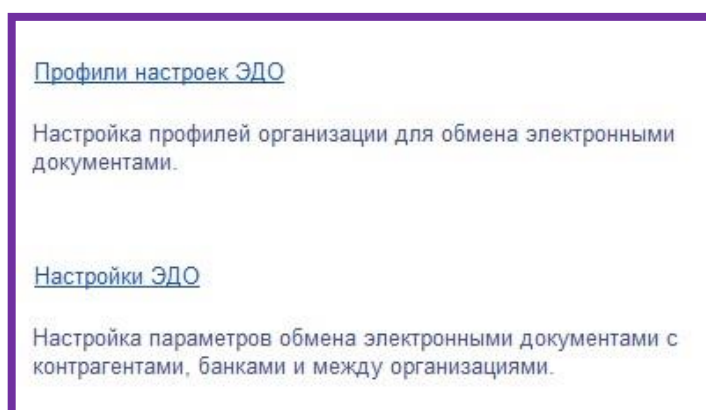 Профили настроек ЭДО
Настройка профилей организации для обмена электронными
документами.
Настройки ЭДО
Настройка параметров обмена электронными документами с
контрагентами, банками и между организациями.